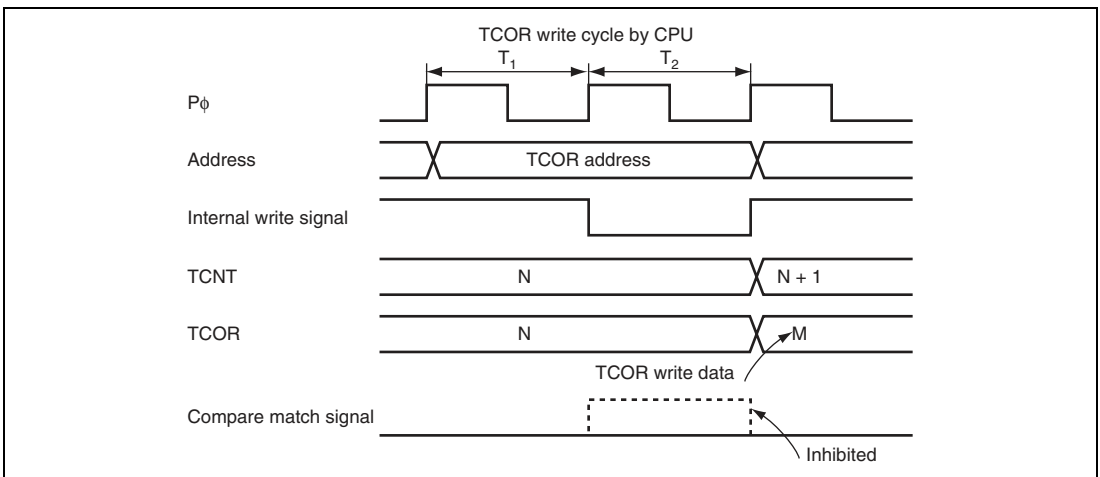 TCOR write cycle by CPU
T1 T2
Pϕ
Address TCOR address
Internal write signal
TCNT N N + 1
TCOR N M
TCOR write data
Compare match signal
Inhibited